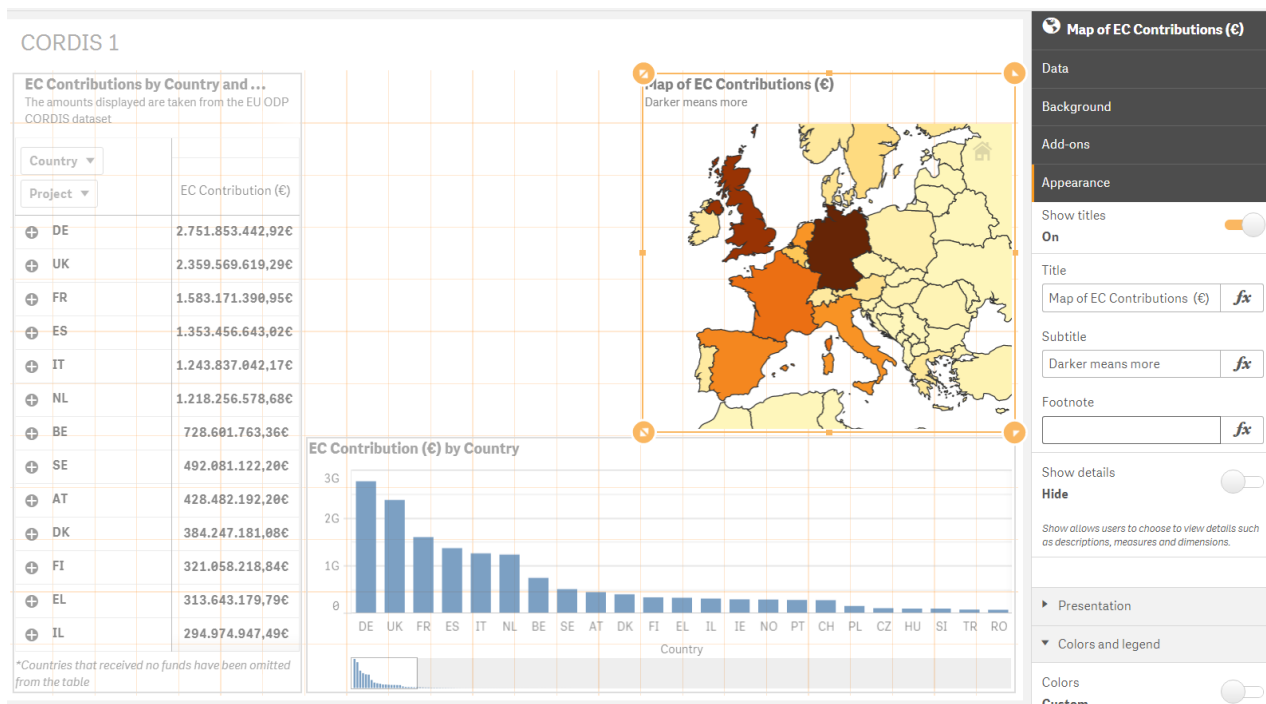 CORDIS 1
EC Contributions by Country and ...
The amounts displayed are taken from the EU ODP
CORDIS dataset
Country
Project
EC Contribution (€)
DE 2.751.853.442,92€
UK 2.359.569.619,29€
FR 1.583.171.390,95€
ES 1.353.456.643,02€
IT 1.243.837.042,17€
NL 1.218.256.578,68€
BE 728.601.763,36€
SE 492.081.122,20€
AT 428.482.192,20€
DK 384.247.181,08€
FI 321.058.218,84€
EL 313.643.179,79€
IL 294.974.947,49€
*Countries that received no funds have been omitted
from the table
Map of EC Contributions (€)
Darker means more
EC Contribution (€) by Country
3G
2G
1G
0
DE UK FR ES IT NL BE SE AT DK FI EL IL IE NO PT CH PL CZ HU SI TR RO
Country
Map of EC Contributions (€)
Data
Background
Add-ons
Appearance
Show titles
On
Title
Map of EC Contributions (€) fx
Subtitle
Darker means more fx
Footnote
fx
Show details
Hide
Show allows users to choose to view details such
as descriptions, measures and dimensions.
Presentation
Colors and legend
Colors
Custom